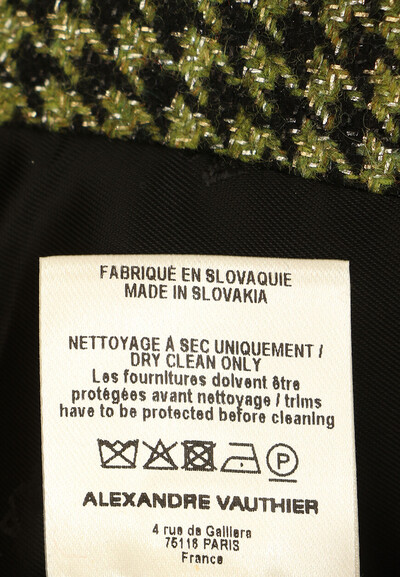 FABRIQUÉ EN SLOVAQUIE
MADE IN SLOVAKIA
NETTOYAGE À SEC UNIQUEMENT /
DRY CLEAN ONLY
Les fournitures doivent être
protégées avant nettoyage / trims
have to be protected before cleaning
P
ALEXANDRE VAUTHIER
4 rue de Galliera
75116 PARIS
France